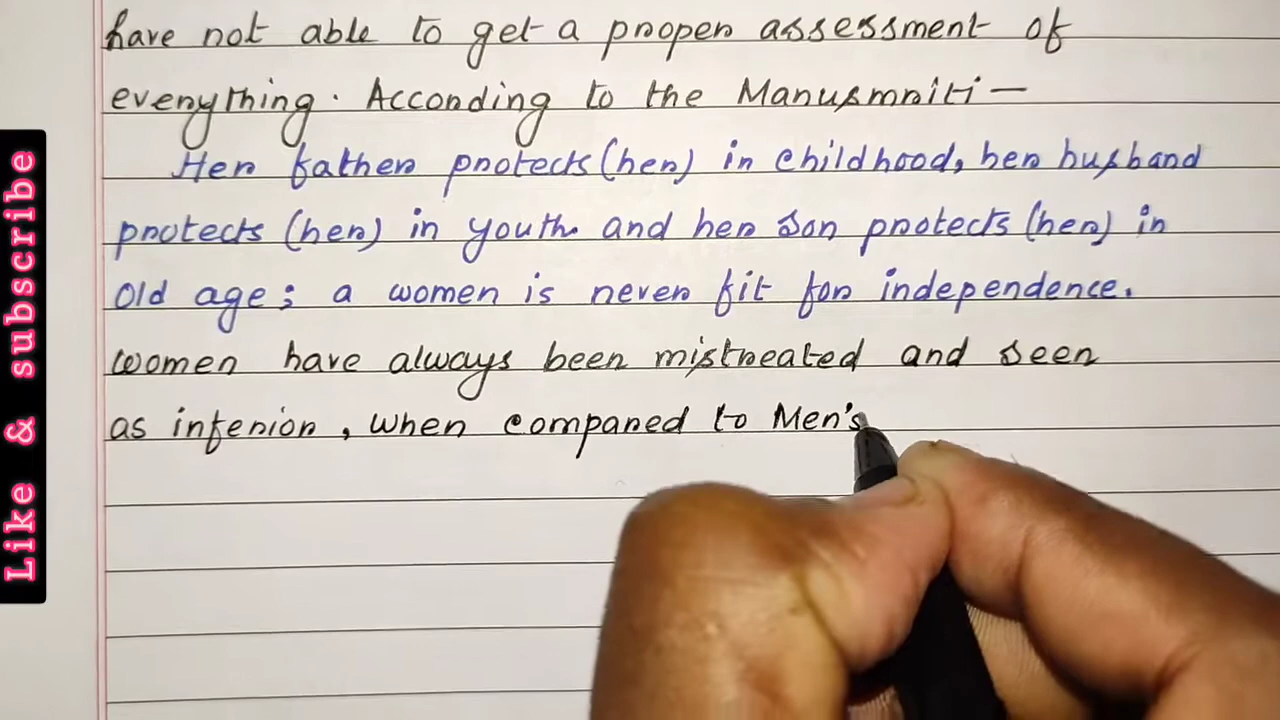 have not able to get a proper assessment of
everything. According to the Manusmriti —
Her father protects (her) in childhood, her husband
protects (her) in youth and her son protects (her) in
old age; a women is never fit for independence.
women have always been mistreated and seen
as inferior, when compared to Men's
Like & subscribe